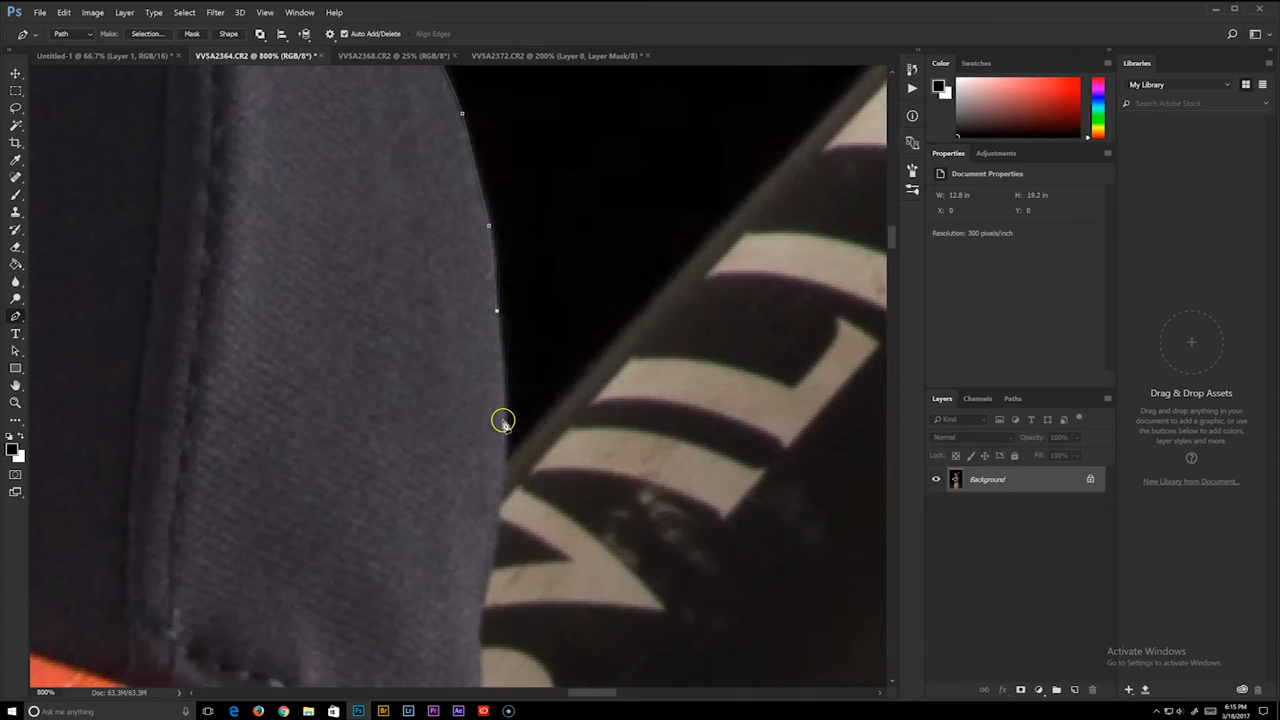 Ps File Edit Image Layer Type Select Filter 3D View Window Help
Path Make: Selection... Mask Shape Auto Add/Delete Align Edges
Untitled-1 @ 66.7% (Layer 1, RGB/16) * × VV5A2364.CR2 @ 800% (RGB/8*) * × VV5A2368.CR2 @ 25% (RGB/8*) × VV5A2372.CR2 @ 200% (Layer 0, Layer Mask/8) * ×
Color Swatches
Libraries
My Library
Search Adobe Stock
Properties Adjustments
Document Properties
W: 12.8 in H: 19.2 in
X: 0 Y: 0
Resolution: 300 pixels/inch
Drag & Drop Assets
Drag and drop anything in your
document, or use the
buttons below to add colors,
layer styles, and more.
New Library from Document...
Layers Channels Paths
Kind
Normal Opacity: 100%
Lock: Fill: 100%
Background
Activate Windows
Go to Settings to activate Windows.
800% Doc: 63.3M/63.3M
fx
Ask me anything
6:15 PM
3/18/2017